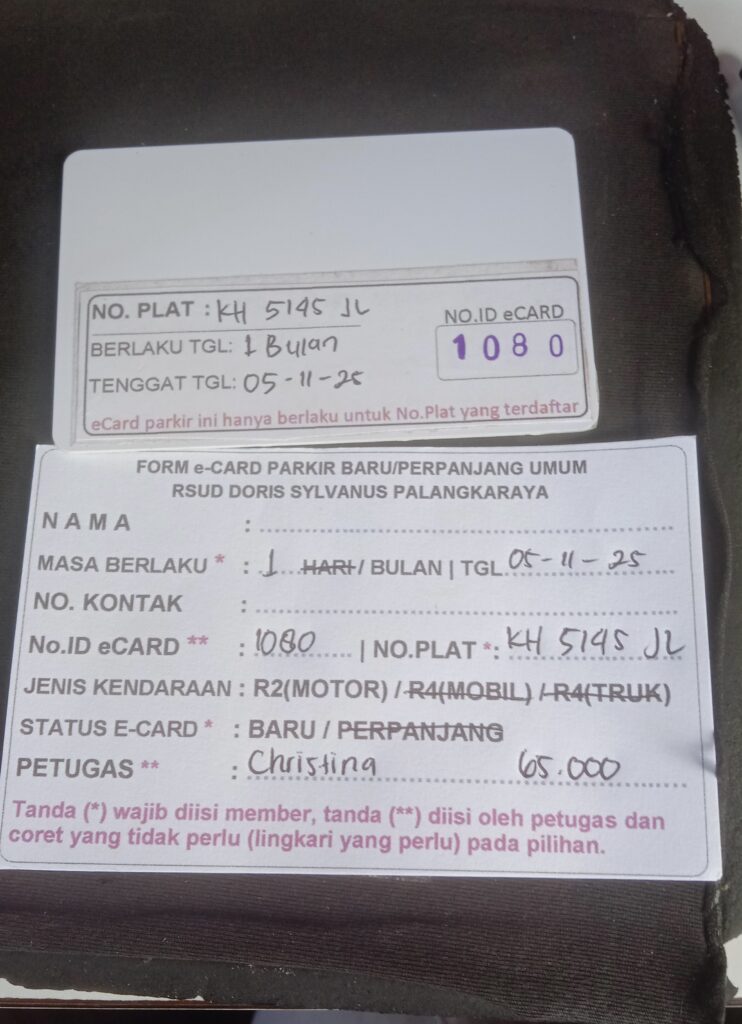 NO. PLAT : KH 5195 JL
NO.ID eCARD
BERLAKU TGL: 1 Bulan
1080
TENGGAT TGL: 05-11-25
eCard parkir ini hanya berlaku untuk No.Plat yang terdaftar
FORM e-CARD PARKIR BARU/PERPANJANG UMUM
RSUD DORIS SYLVANUS PALANGKARAYA
NAMA :
MASA BERLAKU * : 1 HARI / BULAN | TGL 05-11-25
NO. KONTAK :
No.ID eCARD ** : 1080 | NO.PLAT *: KH 5195 JL
JENIS KENDARAAN : R2(MOTOR) / R4(MOBIL) / R4(TRUK)
STATUS E-CARD * : BARU / PERPANJANG
PETUGAS ** : Christina 65.000
Tanda (*) wajib diisi member, tanda (**) diisi oleh petugas dan
coret yang tidak perlu (lingkari yang perlu) pada pilihan.